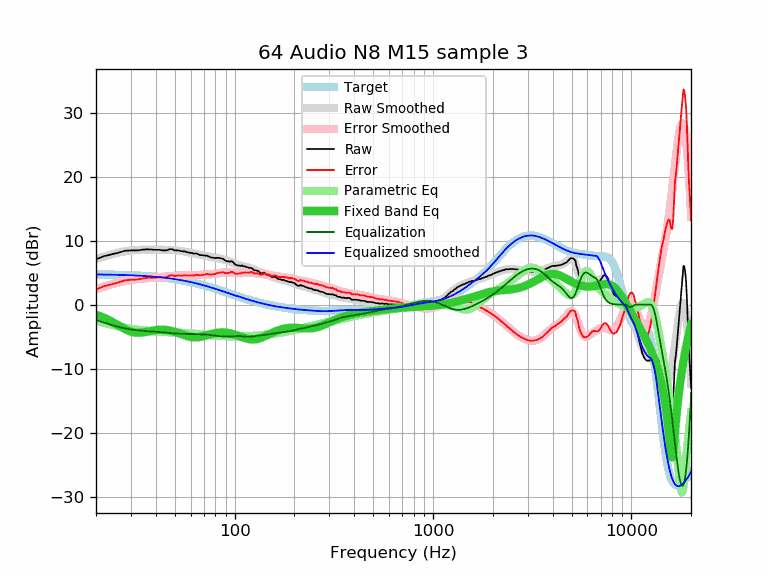 64 Audio N8 M15 sample 3
Target
Raw Smoothed
Error Smoothed
Raw
Error
Parametric Eq
Fixed Band Eq
Equalization
Equalized smoothed
Amplitude (dBr)
30
20
10
0
−10
−20
−30
100 1000 10000
Frequency (Hz)